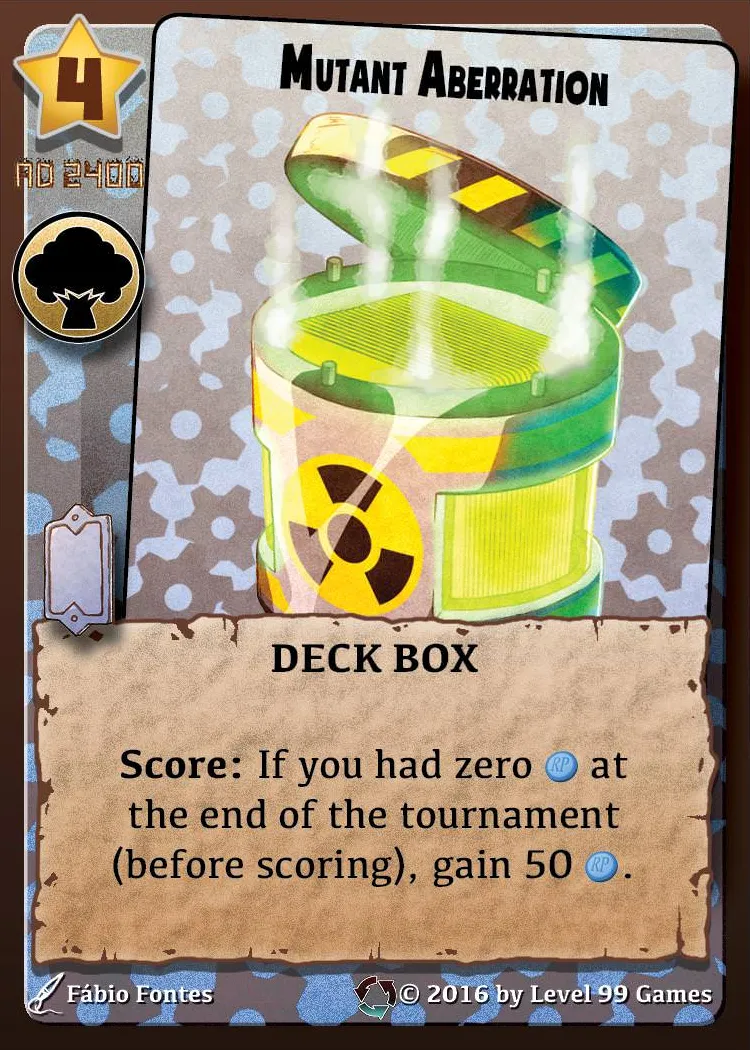 4
Mutant Aberration
AD 2400
DECK BOX
Score: If you had zero RP at
the end of the tournament
(before scoring), gain 50 RP.
Fábio Fontes
© 2016 by Level 99 Games